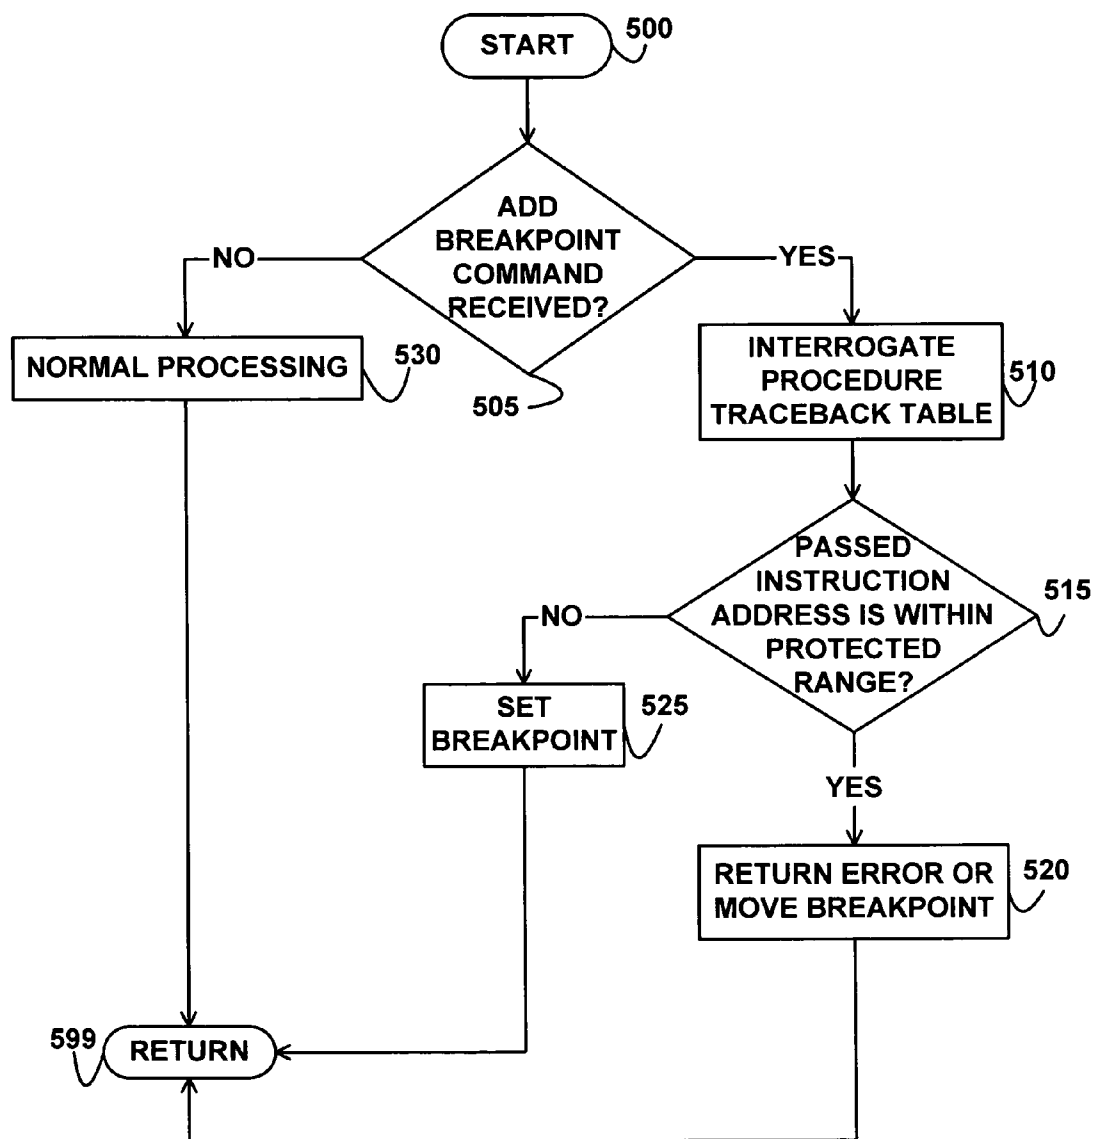 START
500
ADD
BREAKPOINT
COMMAND
RECEIVED?
505
NO
YES
NORMAL PROCESSING
530
INTERROGATE
PROCEDURE
TRACEBACK TABLE
510
PASSED
INSTRUCTION
ADDRESS IS WITHIN
PROTECTED
RANGE?
515
NO
SET
BREAKPOINT
525
YES
RETURN ERROR OR
MOVE BREAKPOINT
520
599
RETURN